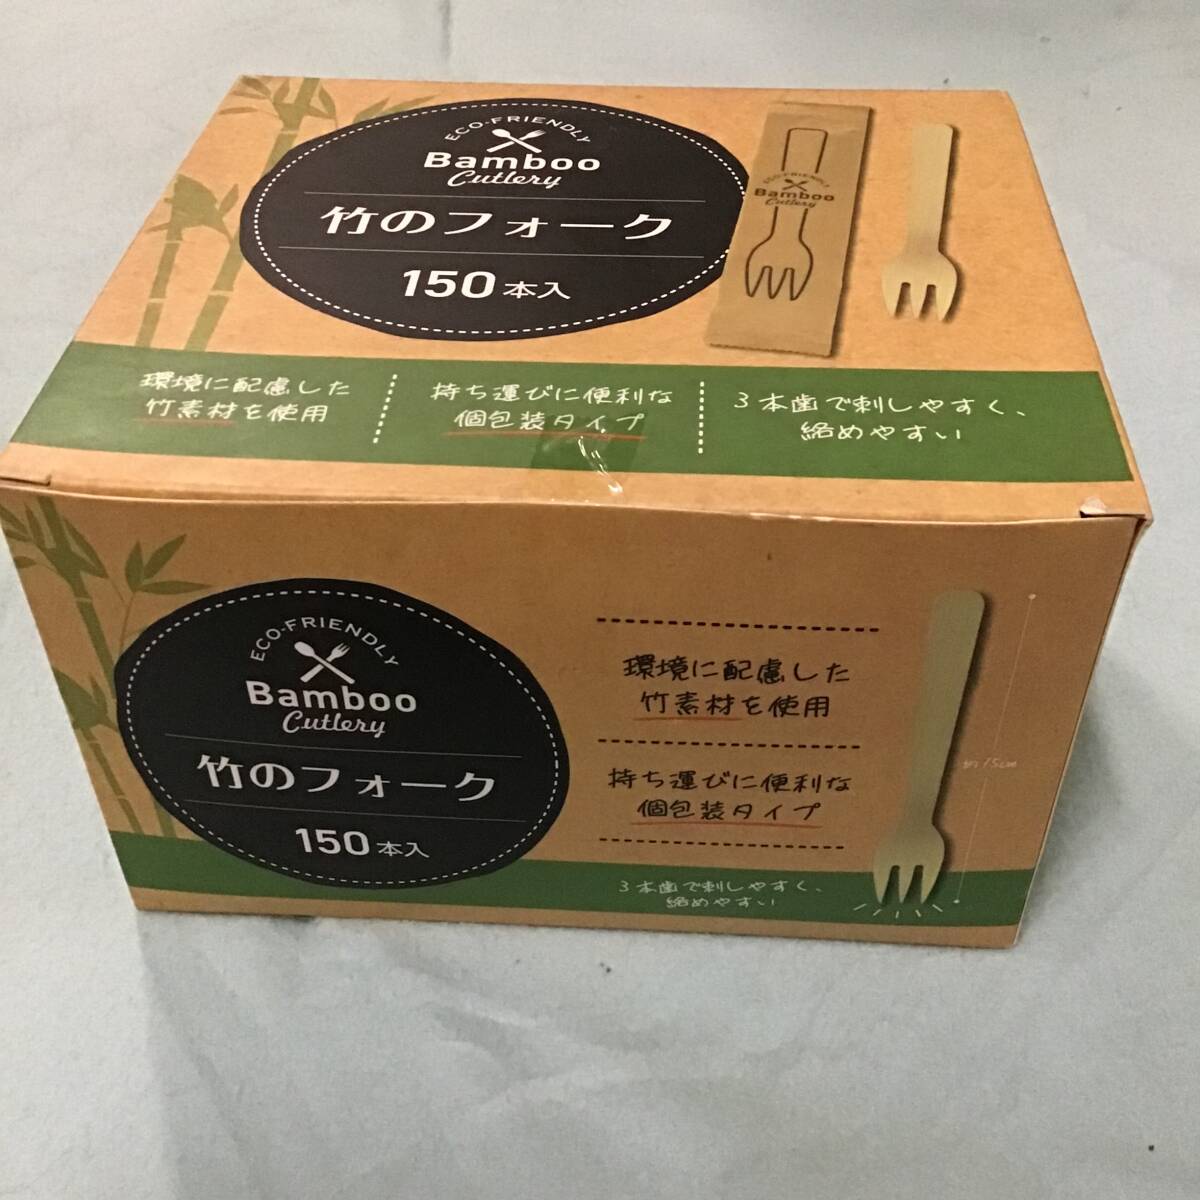 ECO-FRIENDLY
Bamboo
Cutlery
竹のフォーク
150本入
ECO-FRIENDLY
Bamboo
Cutlery
環境に配慮した
竹素材を使用
持ち運びに便利な
個包装タイプ
3本歯で刺しやすく、
絡めやすい
ECO-FRIENDLY
Bamboo
Cutlery
竹のフォーク
150本入
環境に配慮した
竹素材を使用
持ち運びに便利な
個包装タイプ
3本歯で刺しやすく、
絡めやすい
約15cm